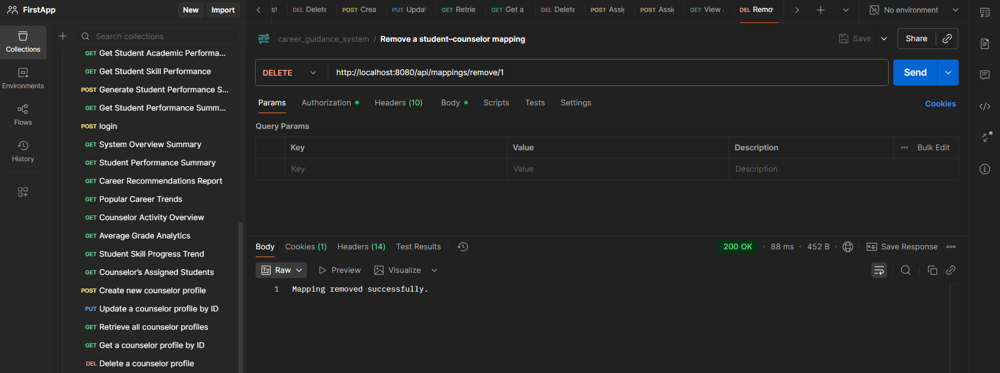 FirstApp
New
Import
DEL Delete
POST Crea
PUT Updat
GET Retrie
GET Get a
DEL Delete
POST Assig
POST Assig
GET View
DEL Remov
No environment
Collections
Environments
Flows
History
Search collections
GET Get Student Academic Performa...
GET Get Student Skill Performance
POST Generate Student Performance S...
GET Get Student Performance Summ...
POST login
GET System Overview Summary
GET Student Performance Summary
GET Career Recommendations Report
GET Popular Career Trends
GET Counselor Activity Overview
GET Average Grade Analytics
GET Student Skill Progress Trend
GET Counselor’s Assigned Students
POST Create new counselor profile
PUT Update a counselor profile by ID
GET Retrieve all counselor profiles
GET Get a counselor profile by ID
DEL Delete a counselor profile
HTTP career_guidance_system / Remove a student–counselor mapping
Save
Share
DELETE http://localhost:8080/api/mappings/remove/1
Send
Params Authorization Headers (10) Body Scripts Tests Settings
Cookies
Query Params
Key Value Description Bulk Edit
Key Value Description
Body Cookies (1) Headers (14) Test Results
200 OK • 88 ms • 452 B
e.g. Save Response
Raw Preview Visualize
1 Mapping removed successfully.